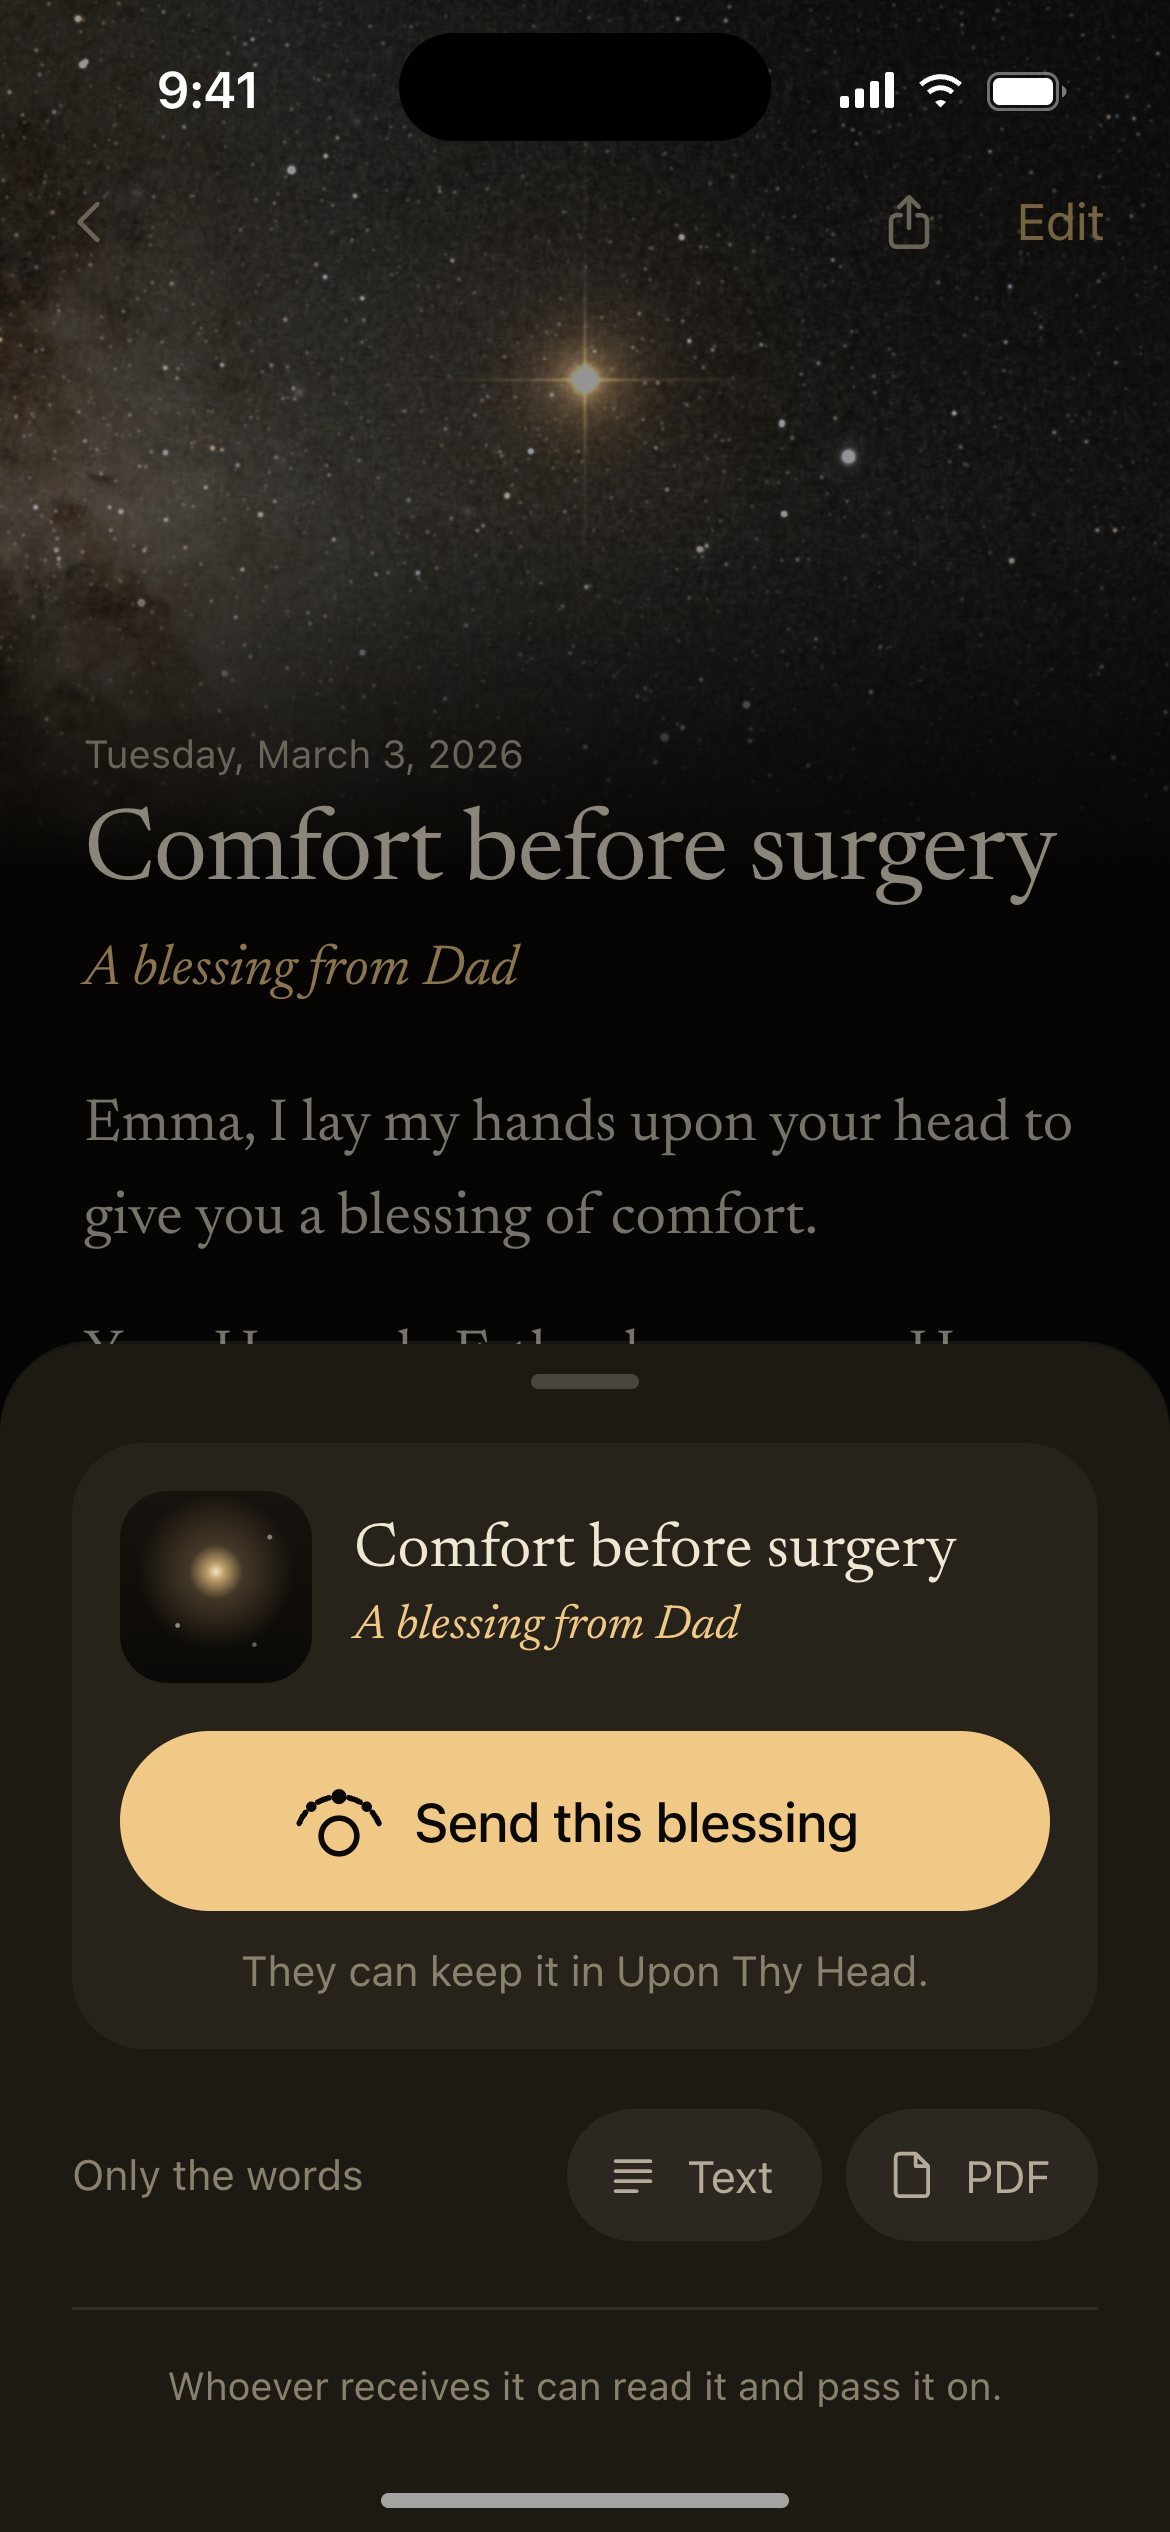 9:41
Edit
Tuesday, March 3, 2026
Comfort before surgery
A blessing from Dad
Emma, I lay my hands upon your head to
give you a blessing of comfort.
Comfort before surgery
A blessing from Dad
Send this blessing
They can keep it in Upon Thy Head.
Only the words
Text
PDF
Whoever receives it can read it and pass it on.